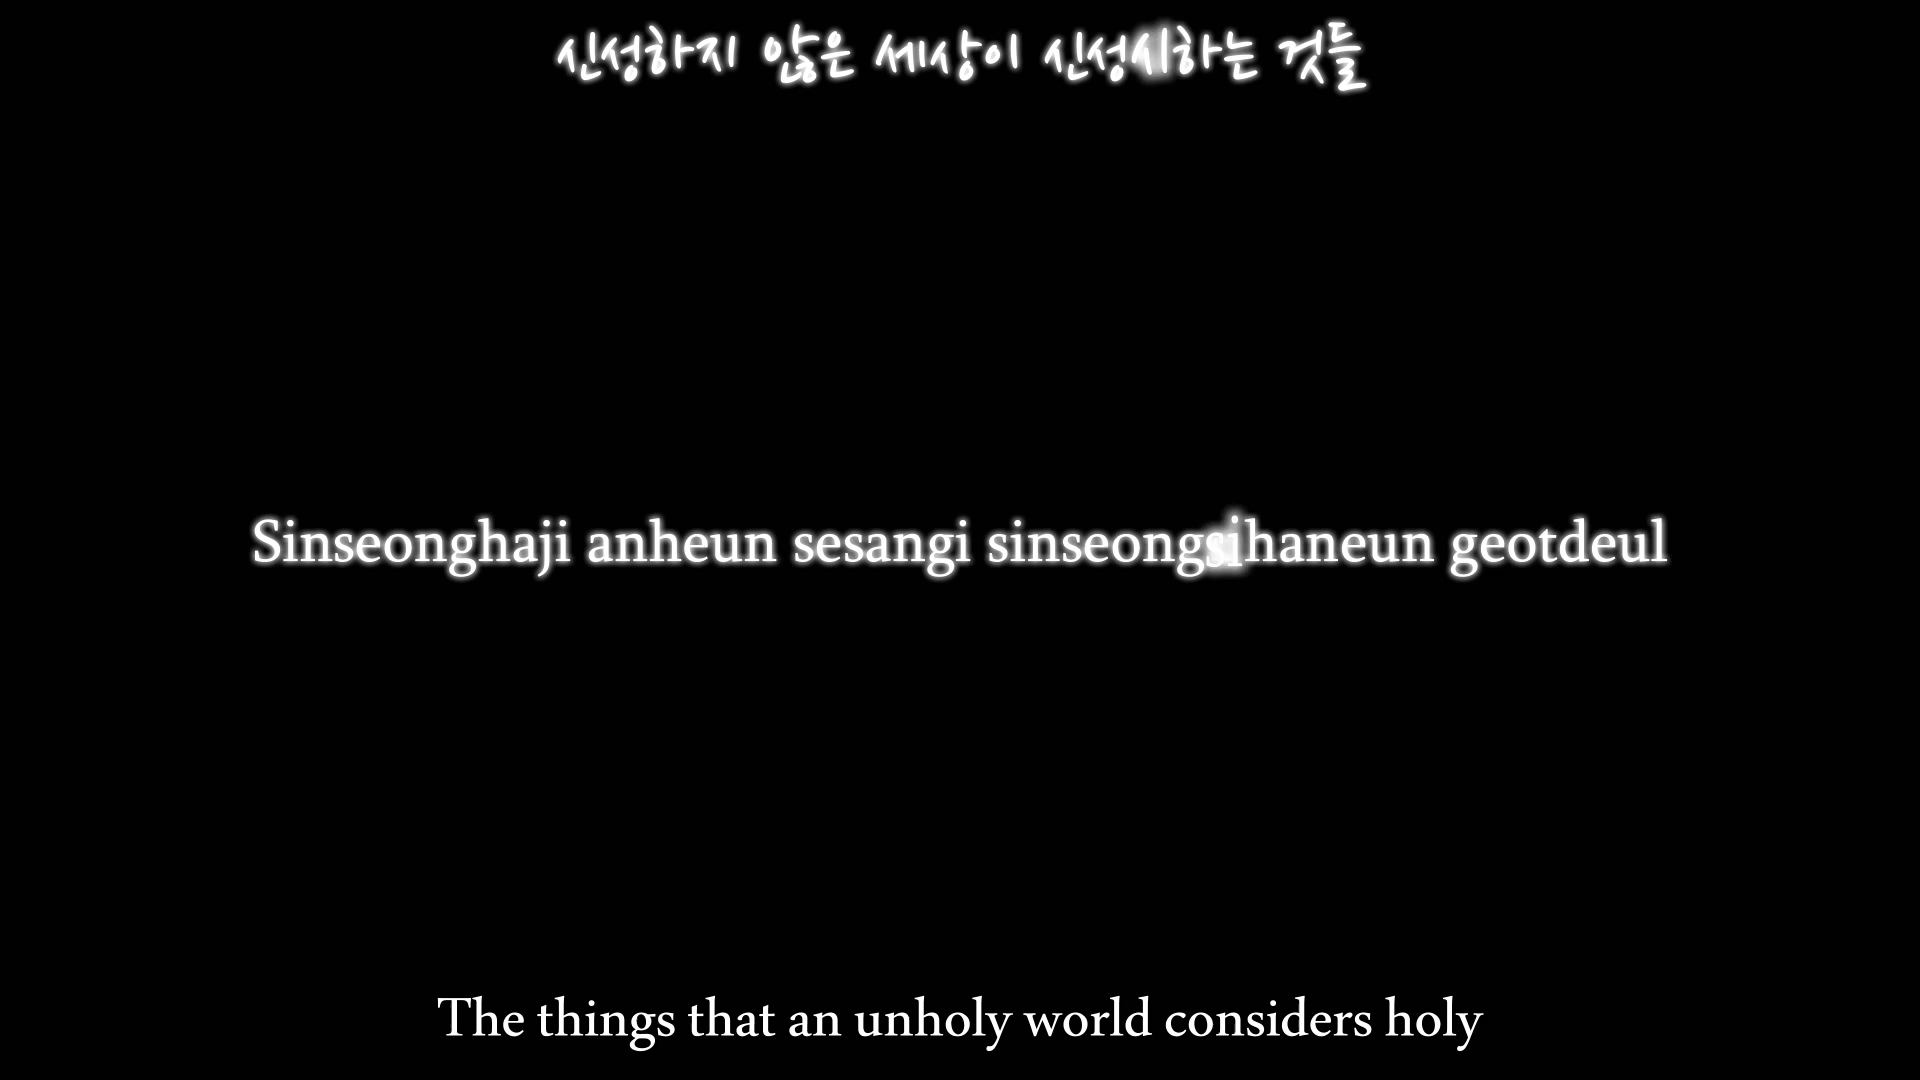 신성하지 않은 세상이 신성시하는 것들
Sinseonghaji anheun sesangi sinseongsihaneun geotdeul
The things that an unholy world considers holy